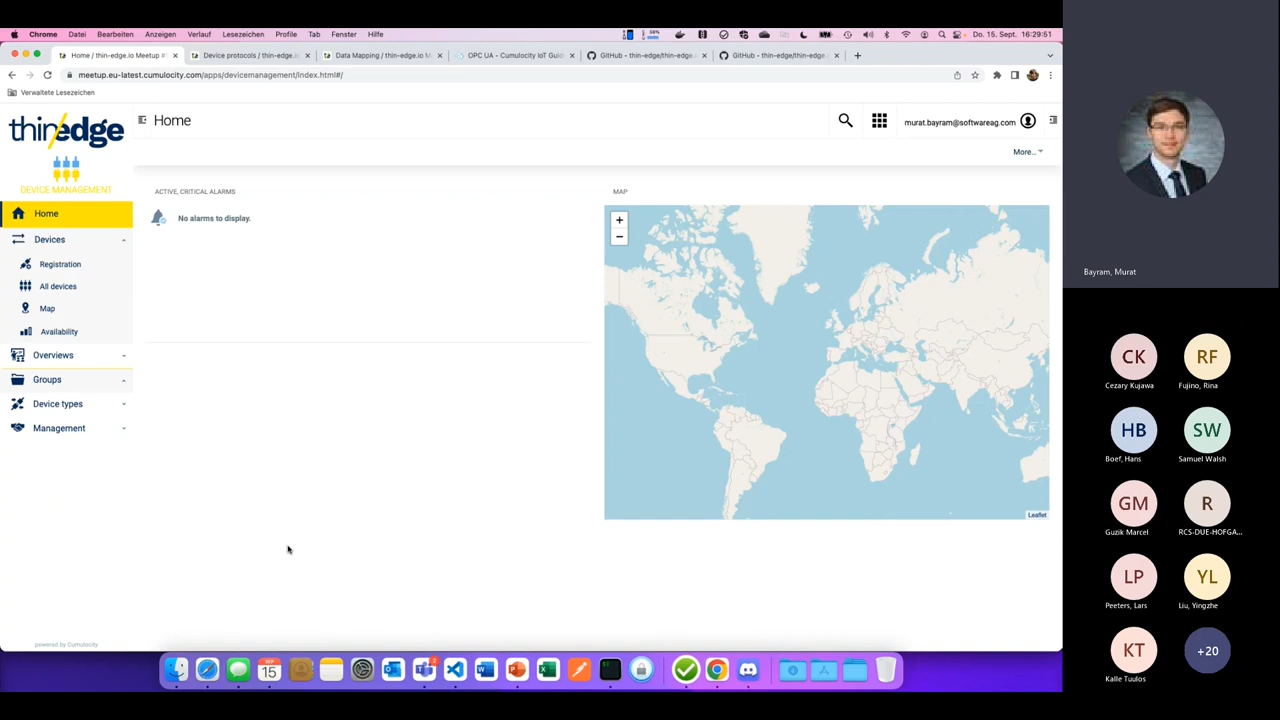 Chrome Datei Bearbeiten Anzeigen Verlauf Lesezeichen Profile Tab Fenster Hilfe Do. 15. Sept. 16:29:51
Home / thin-edge.io Meetup # Device protocols / thin-edge.io Data Mapping / thin-edge.io M OPC UA - Cumulocity IoT Guid GitHub - thin-edge/thin-edge. GitHub - thin-edge/thin-edge.
meetup.eu-latest.cumulocity.com/apps/devicemanagement/index.html#/
Verwaltete Lesezeichen
thin/edge
DEVICE MANAGEMENT
Home
murat.bayram@softwareag.com
More...
Home
Devices
Registration
All devices
Map
Availability
Overviews
Groups
Device types
Management
powered by Cumulocity
ACTIVE, CRITICAL ALARMS
No alarms to display.
MAP
+
−
Leaflet
SEP
15
Bayram, Murat
CK RF
Cezary Kujawa Fujino, Rina
HB SW
Boef, Hans Samuel Walsh
GM R
Guzik Marcel RCS-DUE-HOFGA...
LP YL
Peeters, Lars Liu, Yingzhe
KT +20
Kalle Tuulos